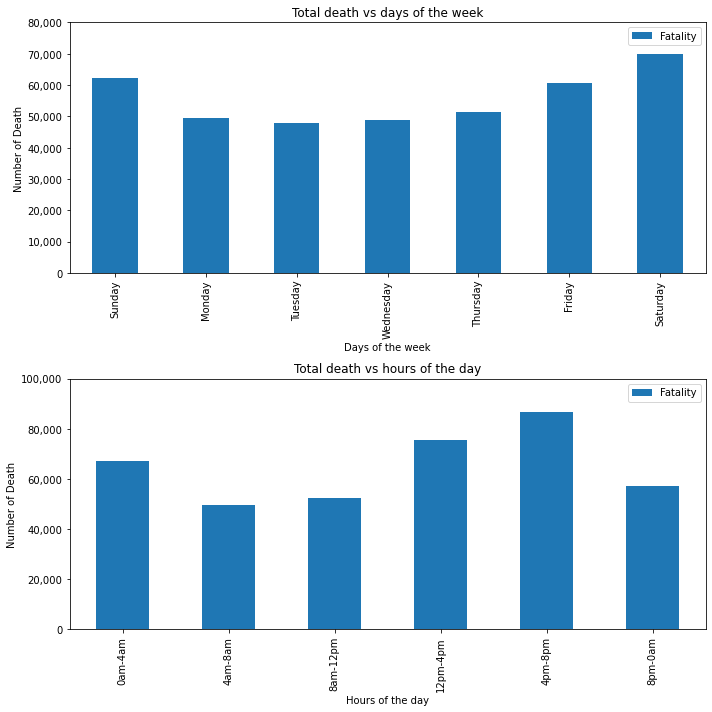 Total death vs days of the week
Fatality
80,000
70,000
60,000
50,000
40,000
30,000
20,000
10,000
0
Number of Death
Sunday
Monday
Tuesday
Wednesday
Thursday
Friday
Saturday
Days of the week
Total death vs hours of the day
Fatality
100,000
80,000
60,000
40,000
20,000
0
Number of Death
0am-4am
4am-8am
8am-12pm
12pm-4pm
4pm-8pm
8pm-0am
Hours of the day